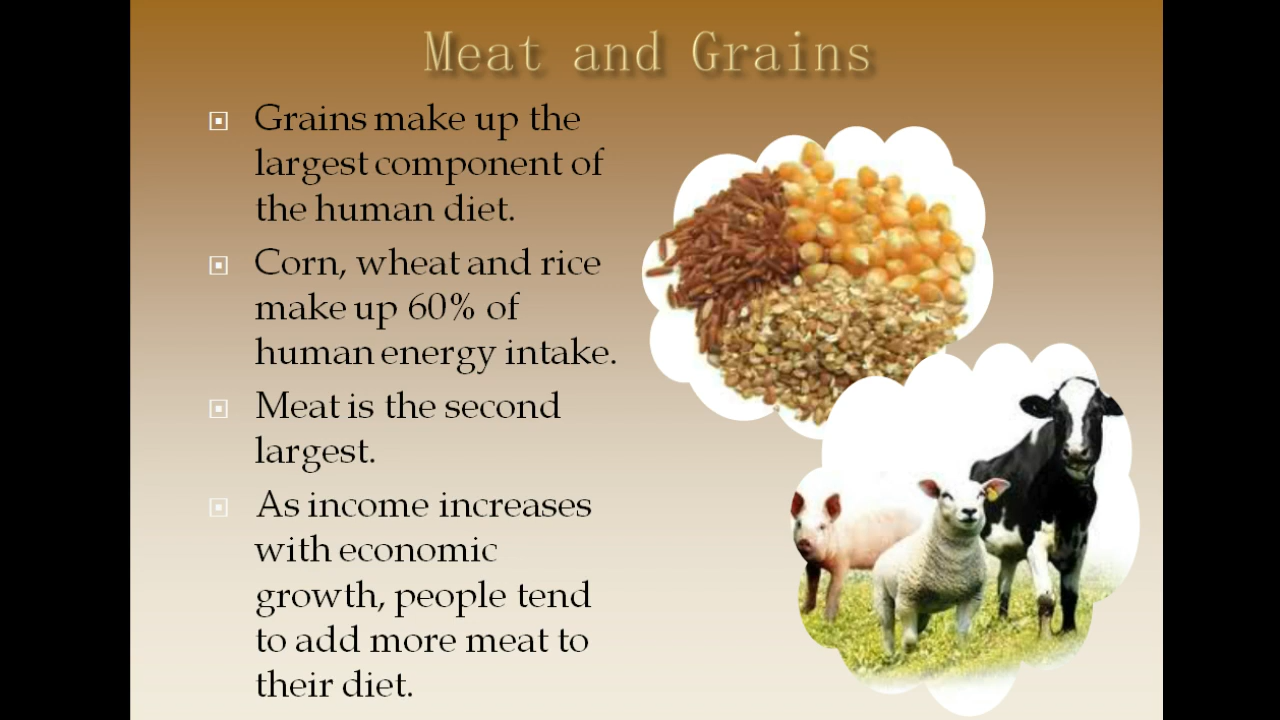 Meat and Grains
Grains make up the
largest component of
the human diet.
Corn, wheat and rice
make up 60% of
human energy intake.
Meat is the second
largest.
As income increases
with economic
growth, people tend
to add more meat to
their diet.